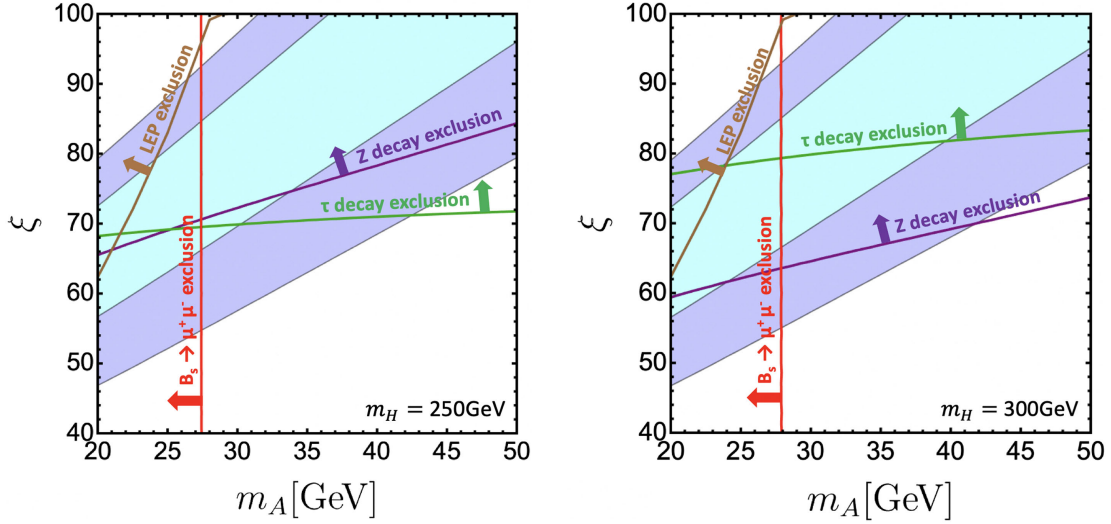 100
90
80
70
60
50
40
ξ
LEP exclusion
Z decay exclusion
τ decay exclusion
B_s → μ⁺ μ⁻ exclusion
m_H = 250GeV
20 25 30 35 40 45 50
m_A[GeV]
100
90
80
70
60
50
40
ξ
LEP exclusion
τ decay exclusion
Z decay exclusion
B_s → μ⁺ μ⁻ exclusion
m_H = 300GeV
20 25 30 35 40 45 50
m_A[GeV]